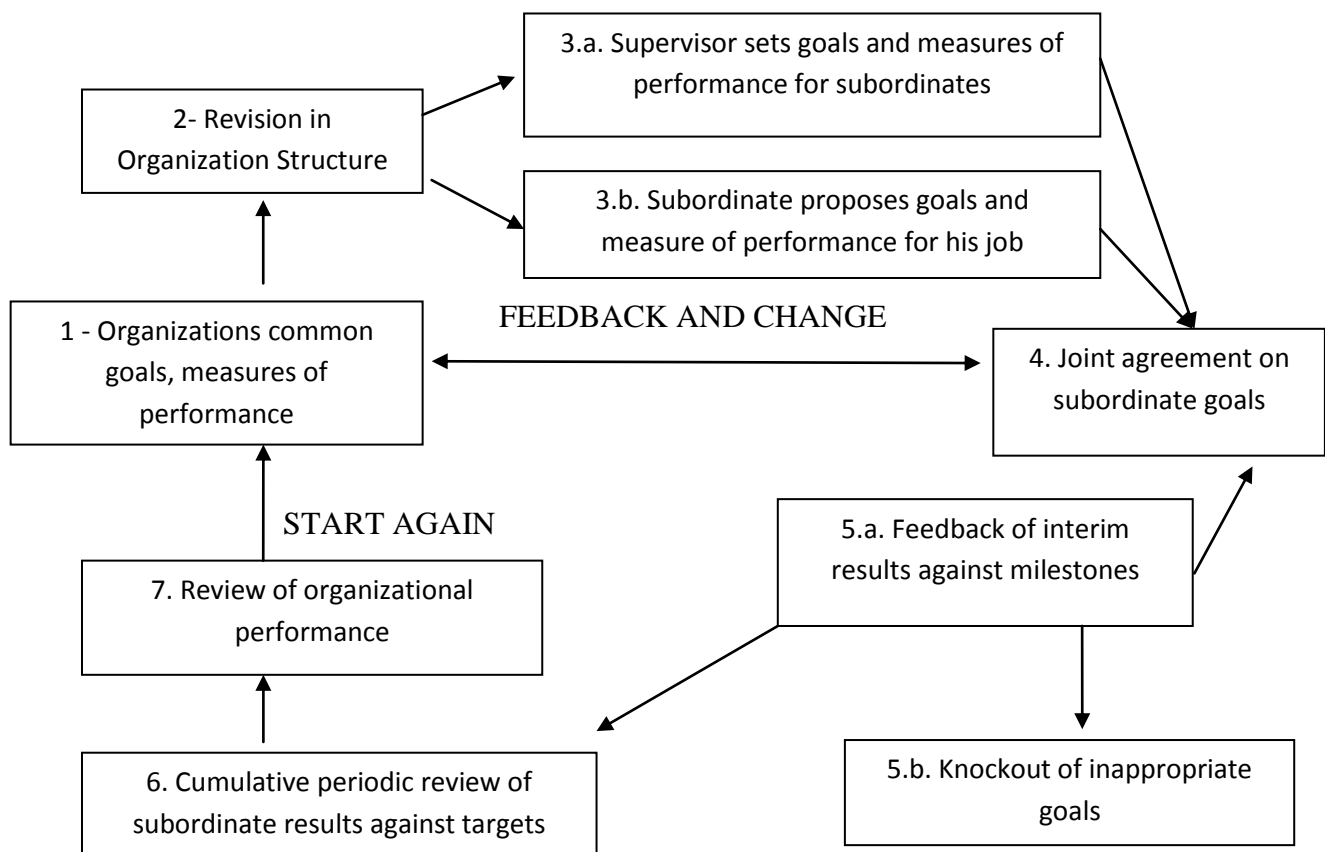 3.a. Supervisor sets goals and measures of
performance for subordinates
2- Revision in
Organization Structure
3.b. Subordinate proposes goals and
measure of performance for his job
FEEDBACK AND CHANGE
1 - Organizations common
goals, measures of
performance
4. Joint agreement on
subordinate goals
START AGAIN
5.a. Feedback of interim
results against milestones
7. Review of organizational
performance
6. Cumulative periodic review of
subordinate results against targets
5.b. Knockout of inappropriate
goals